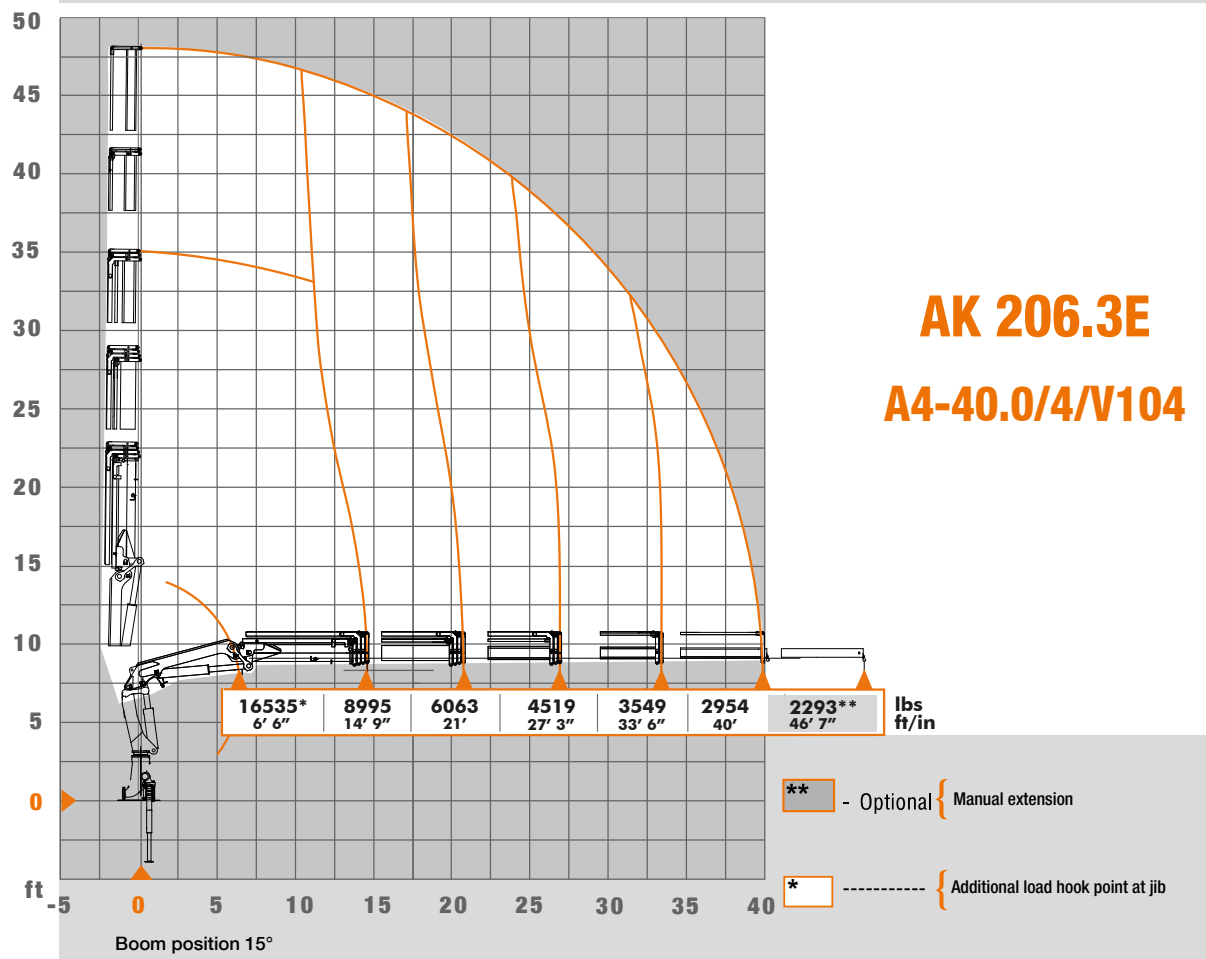 50
45
40
35
30
25
20
15
10
5
0
ft
-5 0 5 10 15 20 25 30 35 40
AK 206.3E
A4-40.0/4/V104
16535* 8995 6063 4519 3549 2954 2293** lbs
6’ 6” 14’ 9” 21’ 27’ 3” 33’ 6” 40’ 46’ 7” ft/in
** - Optional { Manual extension
* ---------- { Additional load hook point at jib
Boom position 15°